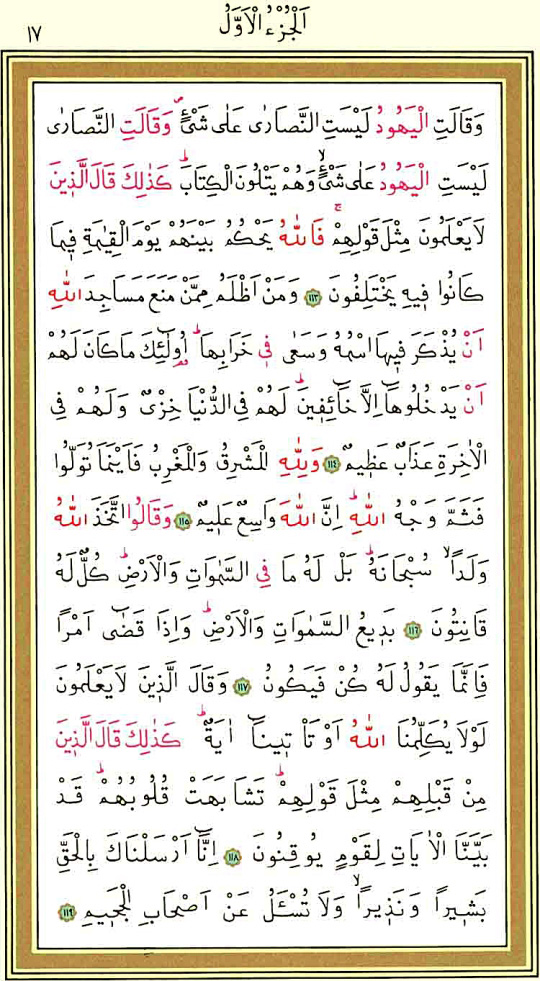 اَلْجُزْءُ الْاَوَّلُ
١٧
وَقَالَتِ الْيَهُودُ لَيْسَتِ النَّصَارٰى عَلٰى شَيْئٍۖ وَقَالَتِ النَّصَارٰى
لَيْسَتِ الْيَهُودُ عَلٰى شَيْئٍۙ وَهُمْ يَتْلُونَ الْكِتَابَۜ كَذٰلِكَ قَالَ الَّذِينَ
لَا يَعْلَمُونَ مِثْلَ قَوْلِهِمْۚ فَاللّٰهُ يَحْكُمُ بَيْنَهُمْ يَوْمَ الْقِيٰمَةِ فِيمَا
كَانُوا فِيهِ يَخْتَلِفُونَ ١١٣ وَمَنْ اَظْلَمُ مِمَّنْ مَنَعَ مَسَاجِدَ اللّٰهِ
اَنْ يُذْكَرَ فِيهَا اسْمُهُ وَسَعٰى فِي خَرَابِهَاۜ اُولٰٓئِكَ مَا كَانَ لَهُمْ
اَنْ يَدْخُلُوهَٓا اِلَّا خَٓائِفِينَۜ لَهُمْ فِي الدُّنْيَا خِزْيٌ وَلَهُمْ فِي
الْاٰخِرَةِ عَذَابٌ عَظِيمٌ ١١٤ وَلِلّٰهِ الْمَشْرِقُ وَالْمَغْرِبُ فَاَيْنَمَا تُوَلُّوا
فَثَمَّ وَجْهُ اللّٰهِۜ اِنَّ اللّٰهَ وَاسِعٌ عَلِيمٌ ١١٥ وَقَالُوا اتَّخَذَ اللّٰهُ
وَلَدًاۙ سُبْحَانَهُۜ بَلْ لَهُ مَا فِي السَّمٰوَاتِ وَالْاَرْضِۜ كُلٌّ لَهُ
قَانِتُونَ ١١٦ بَدِيعُ السَّمٰوَاتِ وَالْاَرْضِۜ وَاِذَا قَضٰٓى اَمْرًا
فَاِنَّمَا يَقُولُ لَهُ كُنْ فَيَكُونُ ١١٧ وَقَالَ الَّذِينَ لَا يَعْلَمُونَ
لَوْلَا يُكَلِّمُنَا اللّٰهُ اَوْ تَأْتِينَٓا اٰيَةٌۜ كَذٰلِكَ قَالَ الَّذِينَ
مِنْ قَبْلِهِمْ مِثْلَ قَوْلِهِمْۜ تَشَابَهَتْ قُلُوبُهُمْۜ قَدْ
بَيَّنَّا الْاٰيَاتِ لِقَوْمٍ يُوقِنُونَ ١١٨ اِنَّٓا اَرْسَلْنَاكَ بِالْحَقِّ
بَشِيرًا وَنَذِيرًاۙ وَلَا تُسْـَٔلُ عَنْ اَصْحَابِ الْجَحِيمِ ١١٩